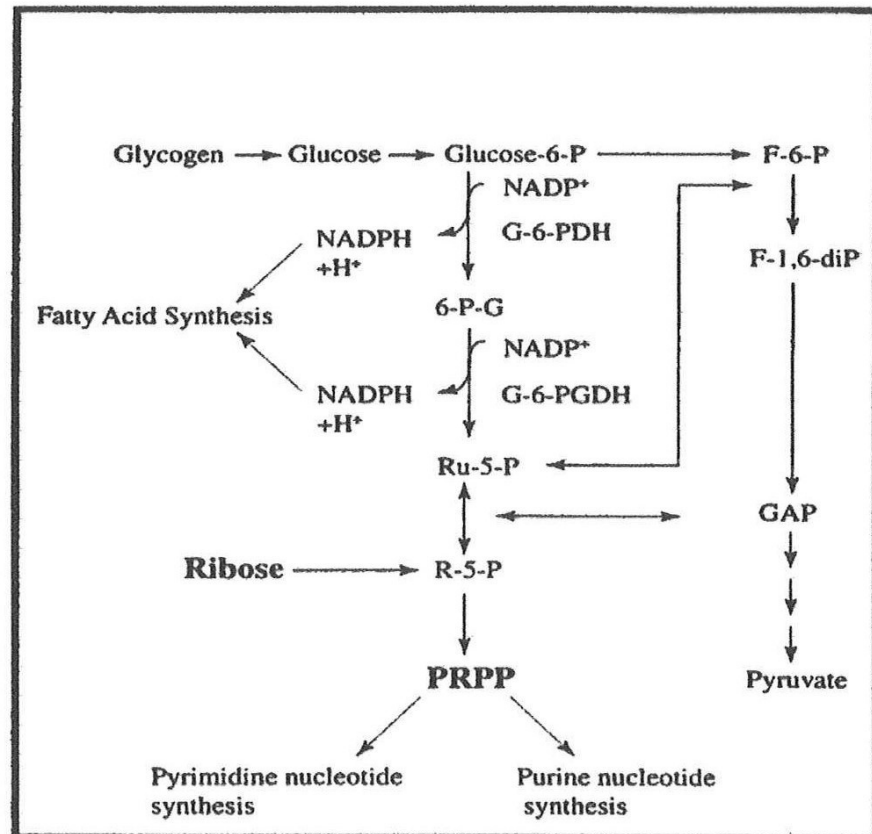 Glycogen
Glucose
Glucose-6-P
F-6-P
NADP⁺
G-6-PDH
NADPH
+H⁺
F-1,6-diP
Fatty Acid Synthesis
6-P-G
NADP⁺
NADPH
+H⁺
G-6-PGDH
Ru-5-P
GAP
Ribose
R-5-P
PRPP
Pyruvate
Pyrimidine nucleotide
synthesis
Purine nucleotide
synthesis